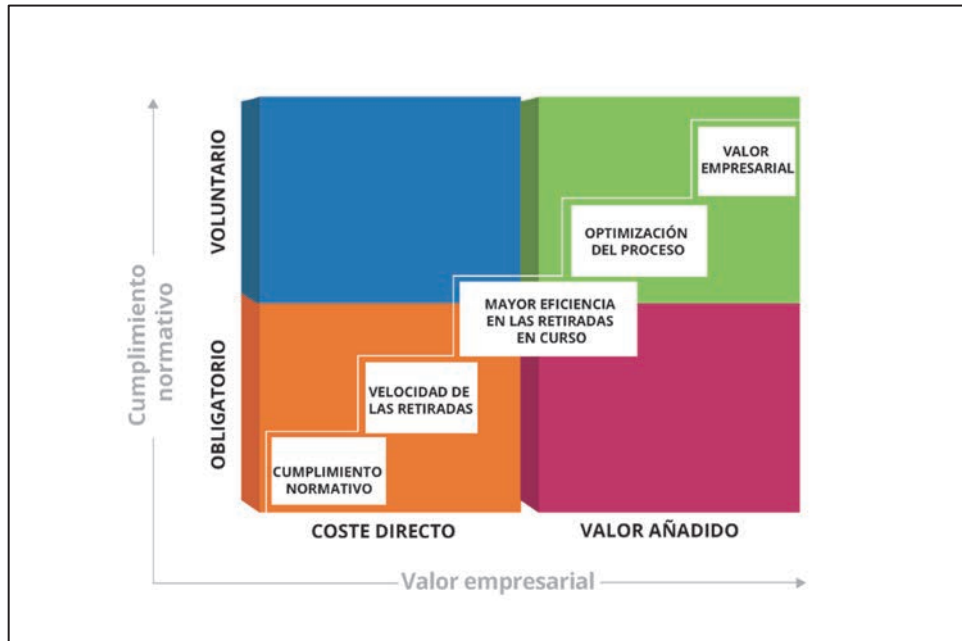 VALOR
EMPRESARIAL
OPTIMIZACIÓN
DEL PROCESO
MAYOR EFICIENCIA
EN LAS RETIRADAS
EN CURSO
VELOCIDAD DE
LAS RETIRADAS
CUMPLIMIENTO
NORMATIVO
VOLUNTARIO
OBLIGATORIO
Cumplimiento
normativo
COSTE DIRECTO
VALOR AÑADIDO
Valor empresarial